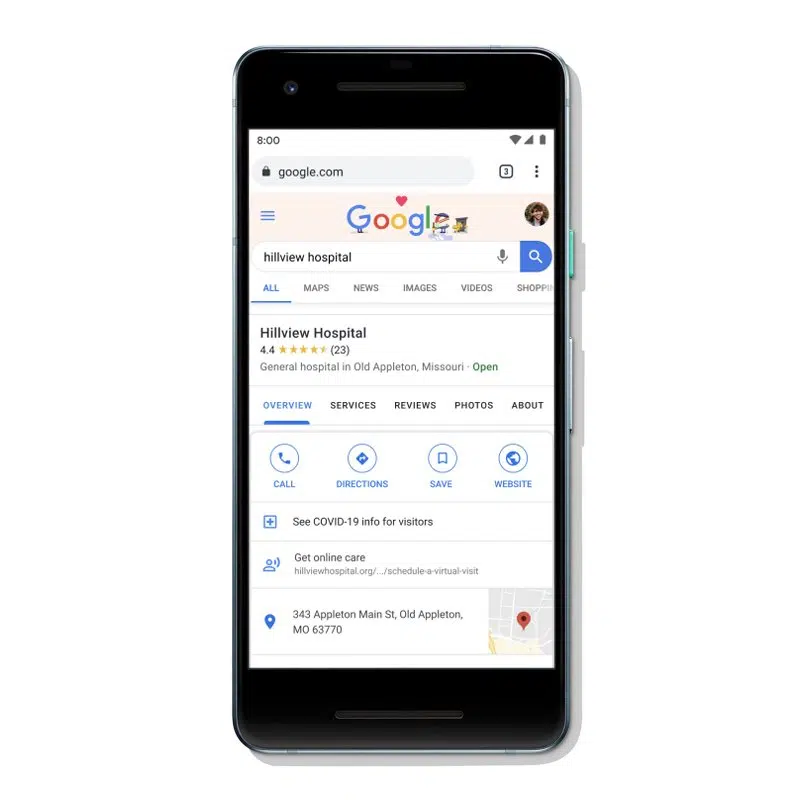 8:00
google.com
3
Google
hillview hospital
ALL MAPS NEWS IMAGES VIDEOS
Hillview Hospital
4.4 (23)
General hospital in Old Appleton, Missouri · Open
OVERVIEW SERVICES REVIEWS PHOTOS ABOUT
CALL DIRECTIONS SAVE WEBSITE
See COVID-19 info for visitors
Get online care
hillviewhospital.org/.../schedule-a-virtual-visit
343 Appleton Main St, Old Appleton,
MO 63770